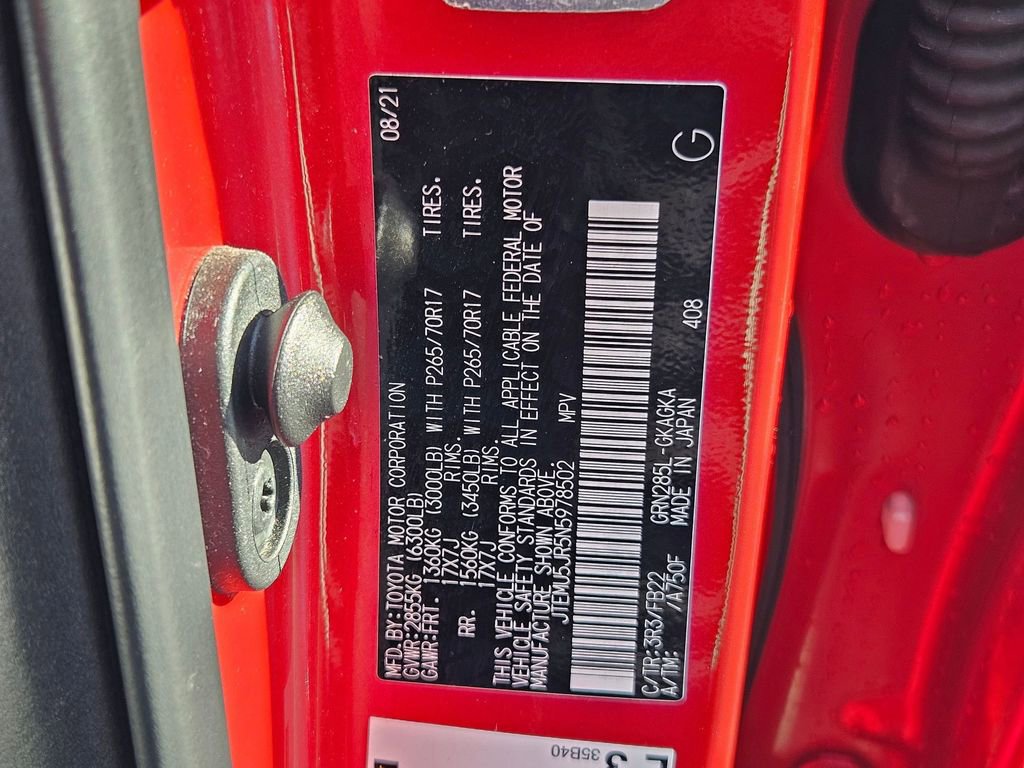 MFD.BY:TOYOTA MOTOR CORPORATION 08/21
GVWR:2855KG (6300LB)
GAWR:FRT. 1360KG (3000LB) WITH P265/70R17 TIRES.
17X7J RIMS.
RR. 1560KG (3450LB) WITH P265/70R17 TIRES.
17X7J RIMS.
THIS VEHICLE CONFORMS TO ALL APPLICABLE FEDERAL MOTOR
VEHICLE SAFETY STANDARDS IN EFFECT ON THE DATE OF
MANUFACTURE SHOWN ABOVE.
JTEMU5JR5N5978502 MPV
C/TR:3R3/FB22 GRN285L-GKAGKA 408 G
A/TM: /A750F MADE IN JAPAN
35B40